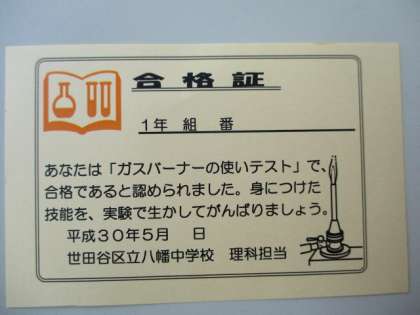 合格証
1年 組 番
あなたは「ガスバーナーの使いテスト」で、
合格であると認められました。身につけた
技能を、実験で生かしてがんばりましょう。
平成30年5月 日
世田谷区立八幡中学校 理科担当